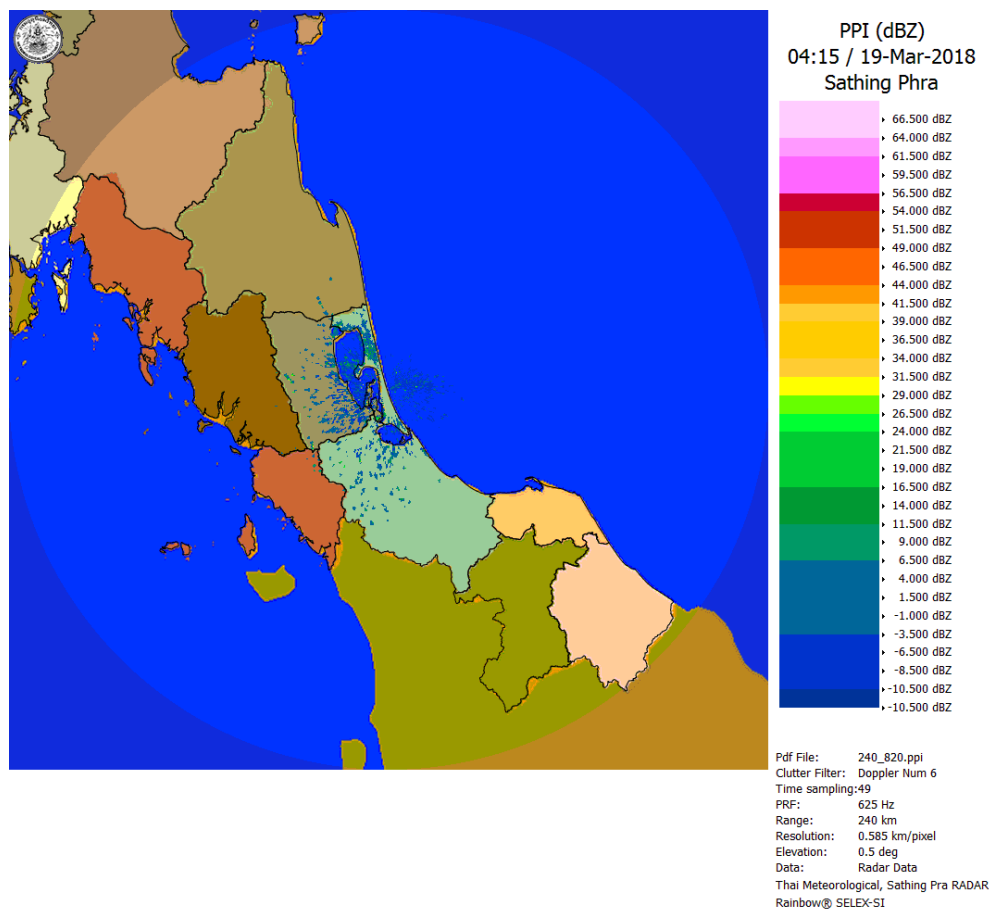 PPI (dBZ)
04:15 / 19-Mar-2018
Sathing Phra
66.500 dBZ
64.000 dBZ
61.500 dBZ
59.500 dBZ
56.500 dBZ
54.000 dBZ
51.500 dBZ
49.000 dBZ
46.500 dBZ
44.000 dBZ
41.500 dBZ
39.000 dBZ
36.500 dBZ
34.000 dBZ
31.500 dBZ
29.000 dBZ
26.500 dBZ
24.000 dBZ
21.500 dBZ
19.000 dBZ
16.500 dBZ
14.000 dBZ
11.500 dBZ
9.000 dBZ
6.500 dBZ
4.000 dBZ
1.500 dBZ
-1.000 dBZ
-3.500 dBZ
-6.500 dBZ
-8.500 dBZ
-10.500 dBZ
-10.500 dBZ
Pdf File: 240_820.ppi
Clutter Filter: Doppler Num 6
Time sampling:49
PRF: 625 Hz
Range: 240 km
Resolution: 0.585 km/pixel
Elevation: 0.5 deg
Data: Radar Data
Thai Meteorological, Sathing Pra RADAR
Rainbow® SELEX-SI